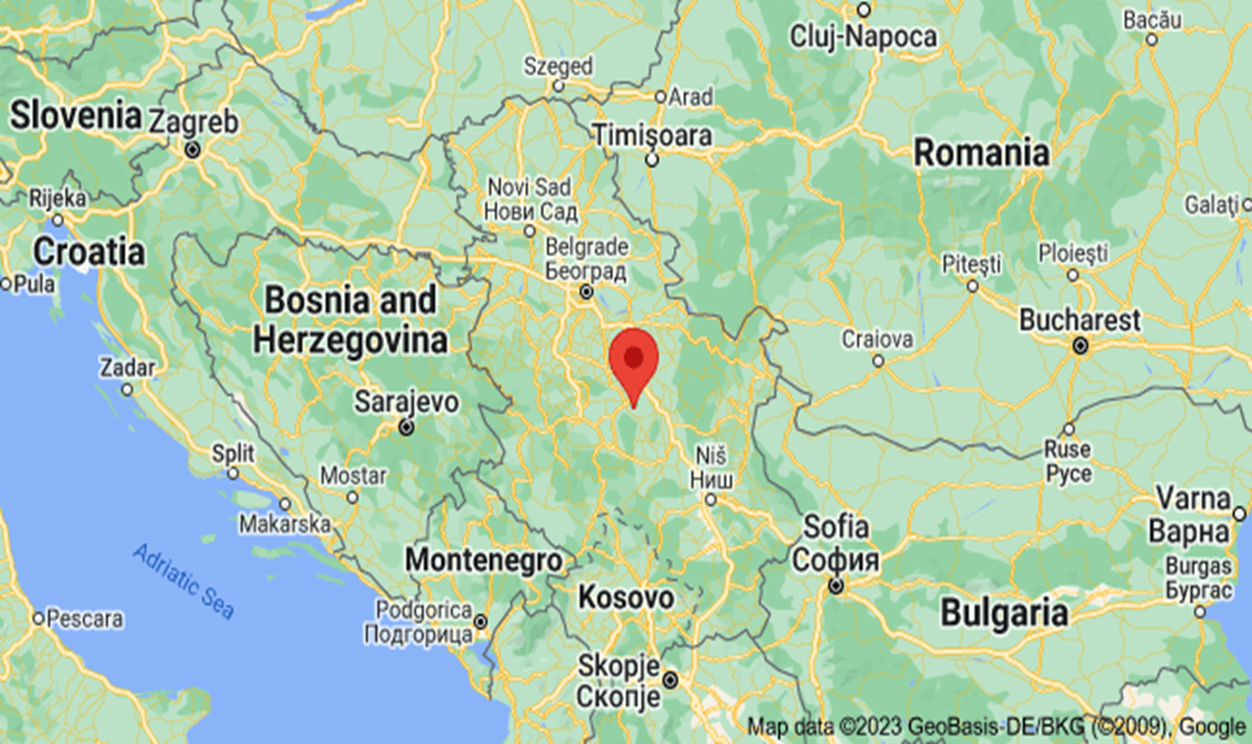 Cluj-Napoca
Bacău
Szeged
Arad
Slovenia
Zagreb
Timișoara
Romania
Rijeka
Novi Sad
Нови Сад
Galați
Croatia
Belgrade
Београд
Pitești
Ploiești
Pula
Bosnia and
Herzegovina
Bucharest
Craiova
Zadar
Sarajevo
Split
Mostar
Niš
Ниш
Ruse
Русе
Makarska
Varna
Варна
Sofia
София
Adriatic Sea
Montenegro
Kosovo
Burgas
Бургас
Pescara
Podgorica
Подгорица
Bulgaria
Skopje
Скопје
Map data ©2023 GeoBasis-DE/BKG (©2009), Google